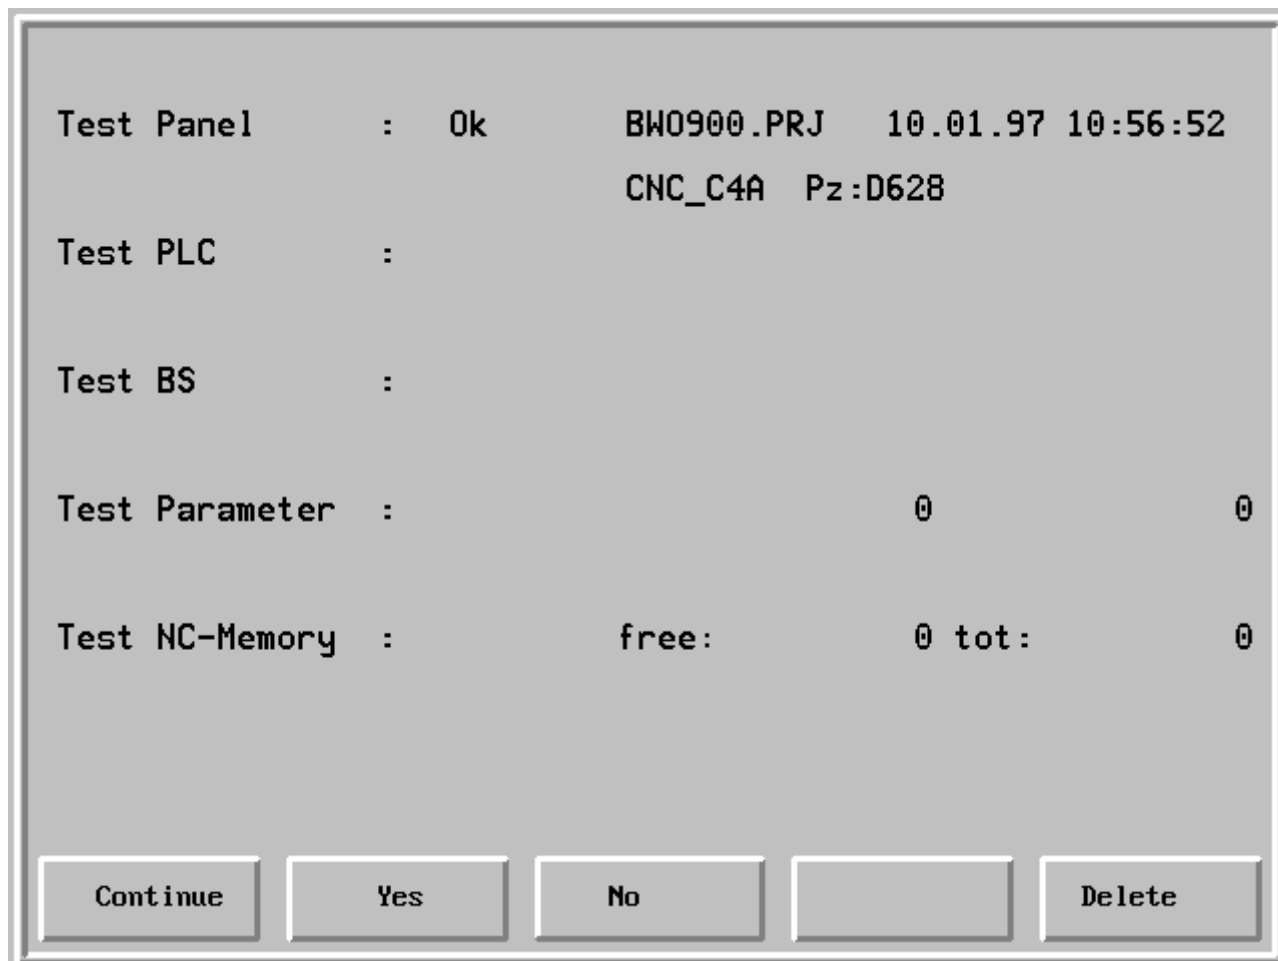 Test Panel : Ok BWO900.PRJ 10.01.97 10:56:52
CNC_C4A Pz:D628
Test PLC :
Test BS :
Test Parameter : 0 0
Test NC-Memory : free: 0 tot: 0
Continue Yes No Delete